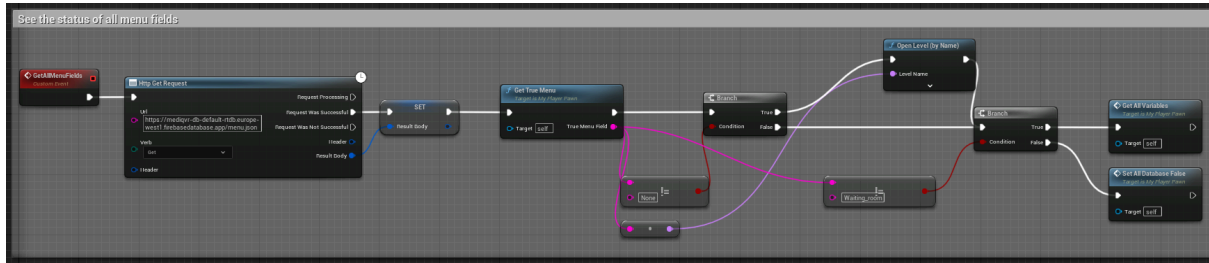 See the status of all menu fields
GetAllMenuFields
Custom Event
Http Get Request
Request Processing
Url
https://mediqvr-db-default-rtdb.europe-
west1.firebasedatabase.app/menu.json
Request Was Successful
Request Was Not Successful
Verb
Get
Header
Result Body
Header
SET
Result Body
Get True Menu
Target is My Player Pawn
Target self
True Menu Field
Branch
Condition
True
False
!=
None
Open Level (by Name)
Level Name
!=
Waiting_room
Branch
Condition
True
False
Get All Variables
Target is My Player Pawn
Target self
Set All Database False
Target is My Player Pawn
Target self